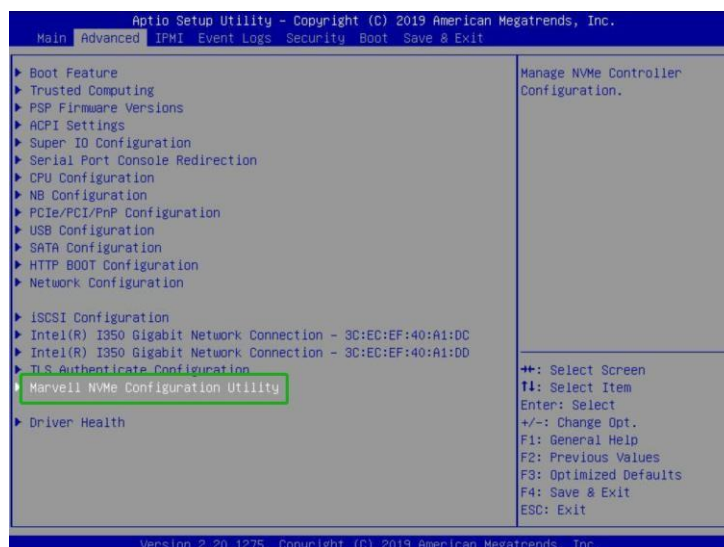 Aptio Setup Utility – Copyright (C) 2019 American Megatrends, Inc.
Main Advanced IPMI Event Logs Security Boot Save & Exit
Boot Feature
Trusted Computing
PSP Firmware Versions
ACPI Settings
Super IO Configuration
Serial Port Console Redirection
CPU Configuration
NB Configuration
PCIe/PCI/PnP Configuration
USB Configuration
SATA Configuration
HTTP BOOT Configuration
Network Configuration
iSCSI Configuration
Intel(R) I350 Gigabit Network Connection - 3C:EC:EF:40:A1:DC
Intel(R) I350 Gigabit Network Connection - 3C:EC:EF:40:A1:DD
TLS Authenticate Configuration
Marvell NVMe Configuration Utility
Driver Health
Manage NVMe Controller
Configuration.
↔: Select Screen
↑↓: Select Item
Enter: Select
+/-: Change Opt.
F1: General Help
F2: Previous Values
F3: Optimized Defaults
F4: Save & Exit
ESC: Exit
Version 2.20.1275. Copyright (C) 2019 American Megatrends, Inc.